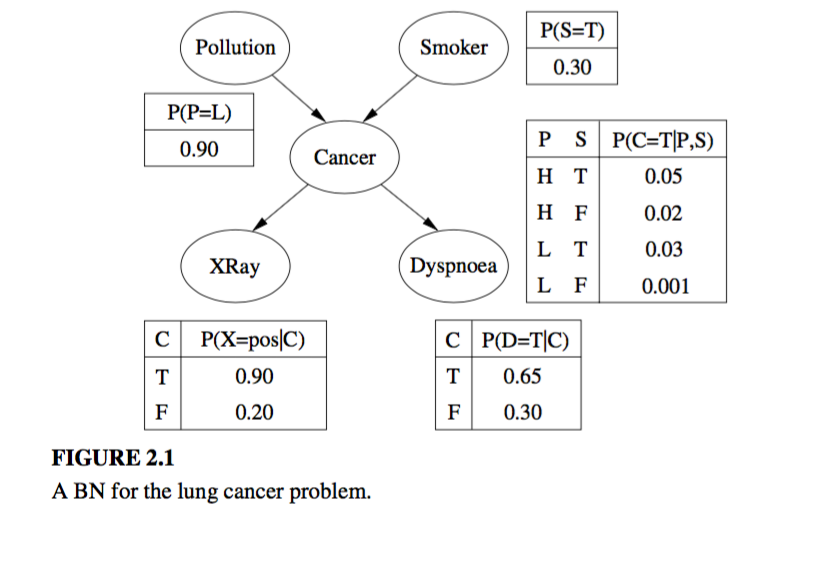 Pollution
Smoker
P(S=T)
0.30
P(P=L)
0.90
Cancer
P S P(C=T|P,S)
H T 0.05
H F 0.02
L T 0.03
L F 0.001
XRay
Dyspnoea
C P(X=pos|C)
T 0.90
F 0.20
C P(D=T|C)
T 0.65
F 0.30
FIGURE 2.1
A BN for the lung cancer problem.